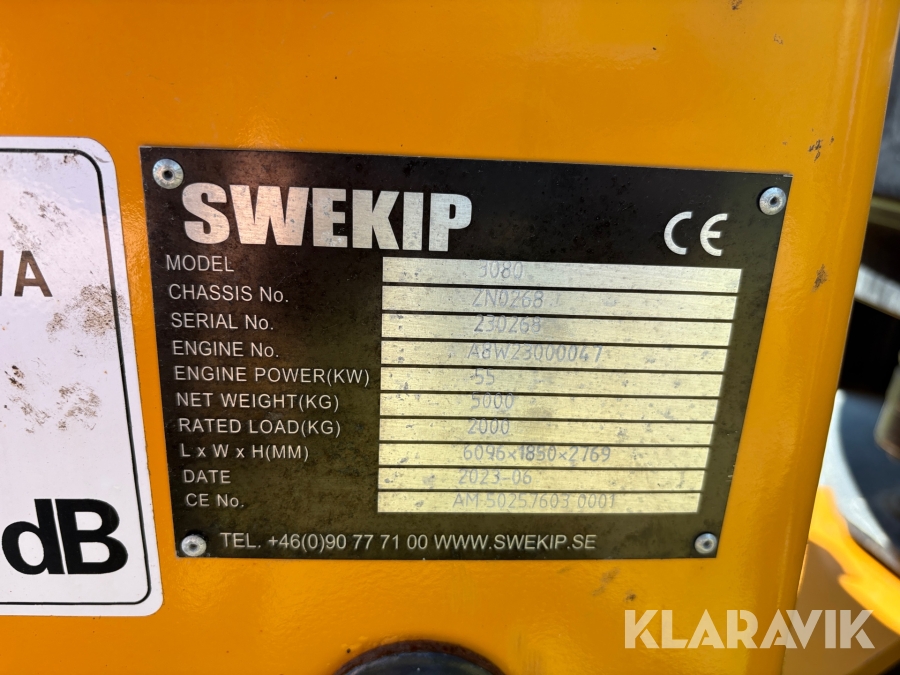 SWEKIP
CE
MODEL 3080
CHASSIS No. ZN0268
SERIAL No. 230268
ENGINE No. A8W23000047
ENGINE POWER(KW) 55
NET WEIGHT(KG) 5000
RATED LOAD(KG) 2000
L x W x H(MM) 6096×1850×2769
DATE 2023-06
CE No. AM 50257603 0001
TEL. +46(0)90 77 71 00 WWW.SWEKIP.SE
dB
KLARAVIK